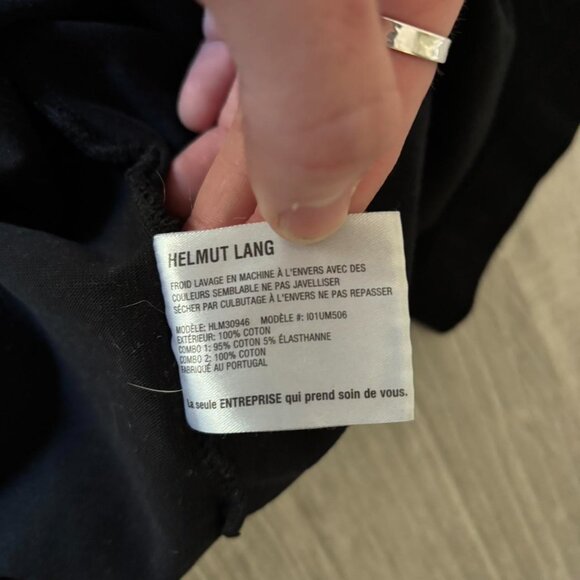 HELMUT LANG
FROID LAVAGE EN MACHINE À L'ENVERS AVEC DES
COULEURS SEMBLABLE NE PAS JAVELLISER
SÉCHER PAR CULBUTAGE À L'ENVERS NE PAS REPASSER
MODÈLE: HLM30946 MODÈLE #: I01UM506
EXTÉRIEUR: 100% COTON
COMBO 1: 95% COTON 5% ÉLASTHANNE
COMBO 2: 100% COTON
FABRIQUÉ AU PORTUGAL
La seule ENTREPRISE qui prend soin de vous.